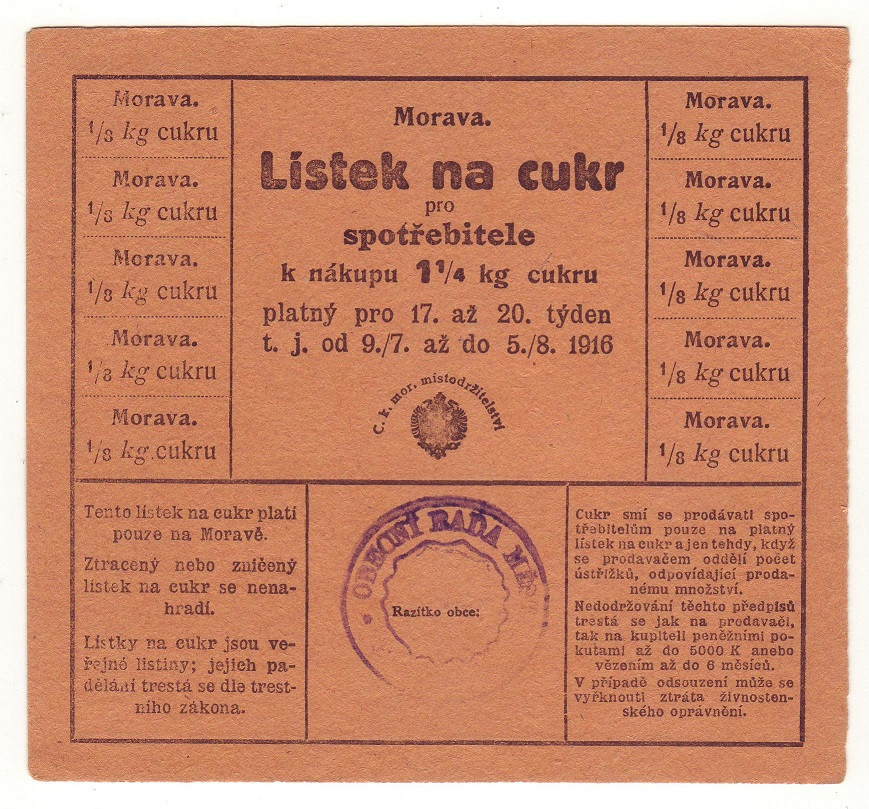 Morava.
1/8 kg cukru
Morava.
1/8 kg cukru
Morava.
1/8 kg cukru
Morava.
1/8 kg cukru
Morava.
1/8 kg cukru
Morava.
Lístek na cukr
pro
spotřebitele
k nákupu 1 1/4 kg cukru
platný pro 17. až 20. týden
t. j. od 9./7. až do 5./8. 1916
C. k. mor. místodržitelství
Morava.
1/8 kg cukru
Morava.
1/8 kg cukru
Morava.
1/8 kg cukru
Morava.
1/8 kg cukru
Morava.
1/8 kg cukru
Tento lístek na cukr platí
pouze na Moravě.
Ztracený nebo zničený
lístek na cukr se nena-
hradí.
Lístky na cukr jsou ve-
řejné listiny; jejich pa-
dělání trestá se dle trest-
ního zákona.
OBECNÍ RADA
Razítko obce:
Cukr smí se prodávati spo-
třebitelům pouze na platný
lístek na cukr a jen tehdy, když
se prodavačem oddělí počet
ústřižků, odpovídající proda-
nému množství.
Nedodržování těchto předpisů
trestá se jak na prodavači,
tak na kupiteli peněžními po-
kutami až do 5000 K anebo
vězením až do 6 měsíců.
V případě odsouzení může se
vyřknouti ztráta živnosten-
ského oprávnění.